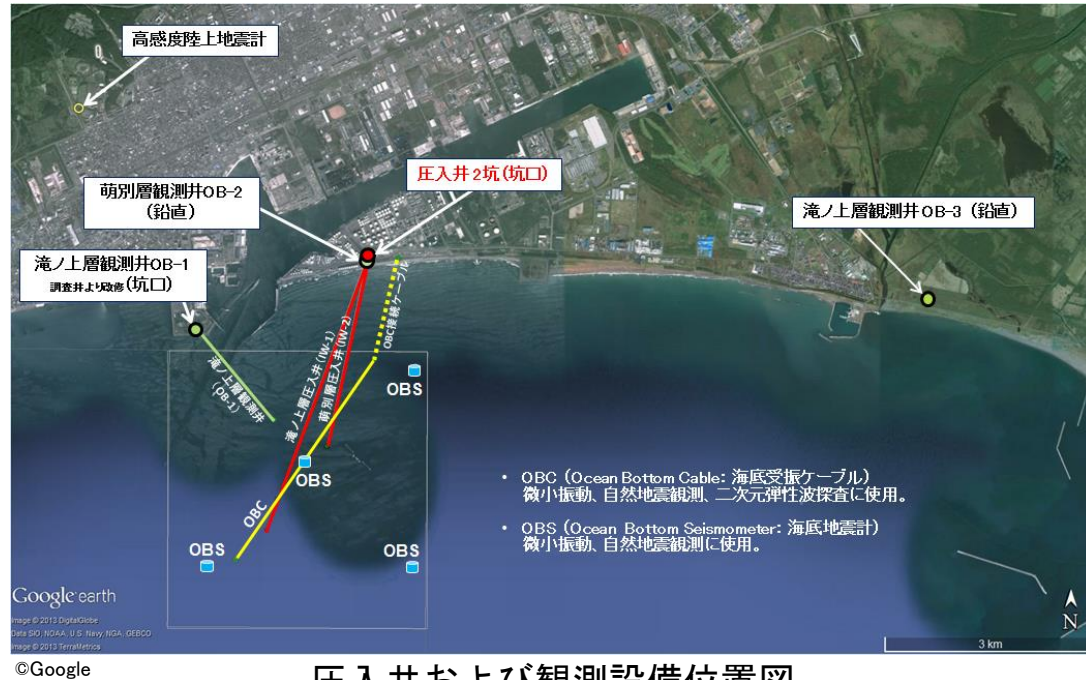 高感度陸上地震計
萌別層観測井OB-2
(鉛直)
圧入井2坑(坑口)
滝ノ上層観測井OB-3 (鉛直)
滝ノ上層観測井OB-1
調査井より改修(坑口)
OBC接続ケーブル
滝ノ上層圧入井(IW-1)
萌別層圧入井(IW-2)
滝ノ上層観測井
(OB-1)
OBS
OBS
OBC
OBS
OBS
• OBC (Ocean Bottom Cable: 海底受振ケーブル)
微小振動、自然地震観測、二次元弾性波探査に使用。
• OBS (Ocean Bottom Seismometer: 海底地震計)
微小振動、自然地震観測に使用。
Google earth
Image © 2013 DigitalGlobe
Data SIO, NOAA, U.S. Navy, NGA, GEBCO
Image © 2013 TerraMetrics
N
3 km
©Google
圧入井および観測設備位置図